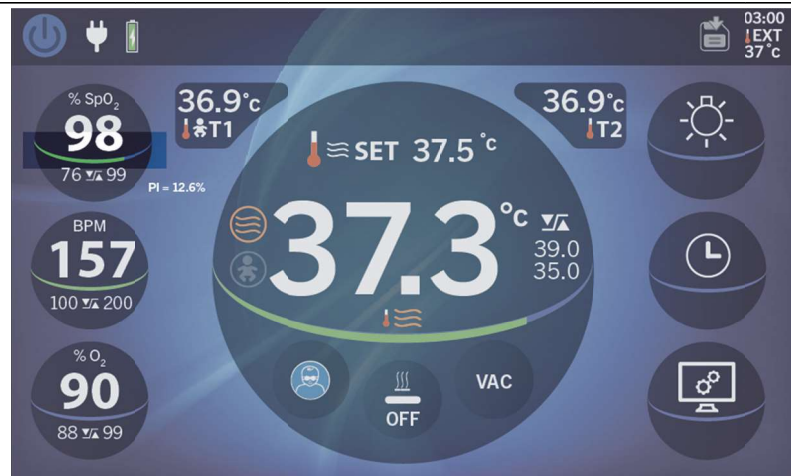 03:00
EXT
37 °c
% SpO₂
98
76 99
PI = 12.6%
36.9°c
T1
36.9°c
T2
SET 37.5 °c
37.3°c
39.0
35.0
BPM
157
100 200
% O₂
90
88 99
OFF
VAC